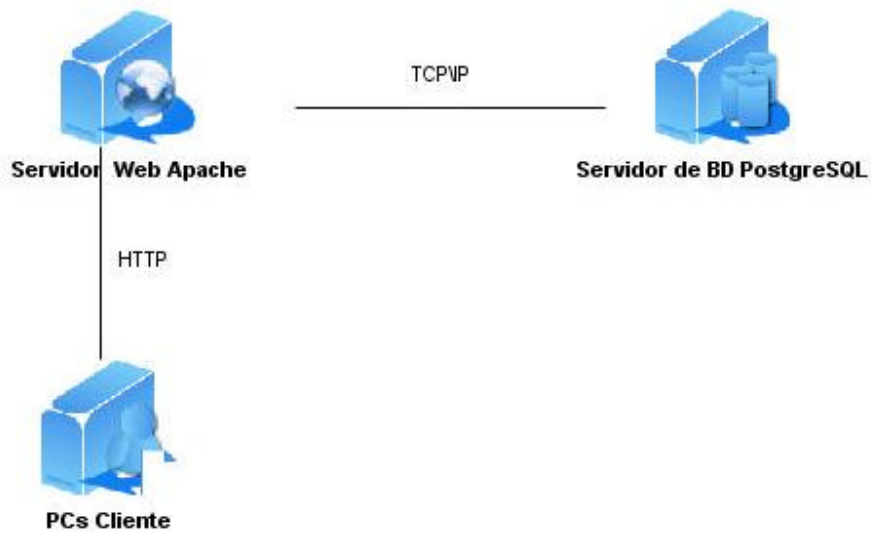 TCP\IP
Servidor Web Apache
Servidor de BD PostgreSQL
HTTP
PCs Cliente